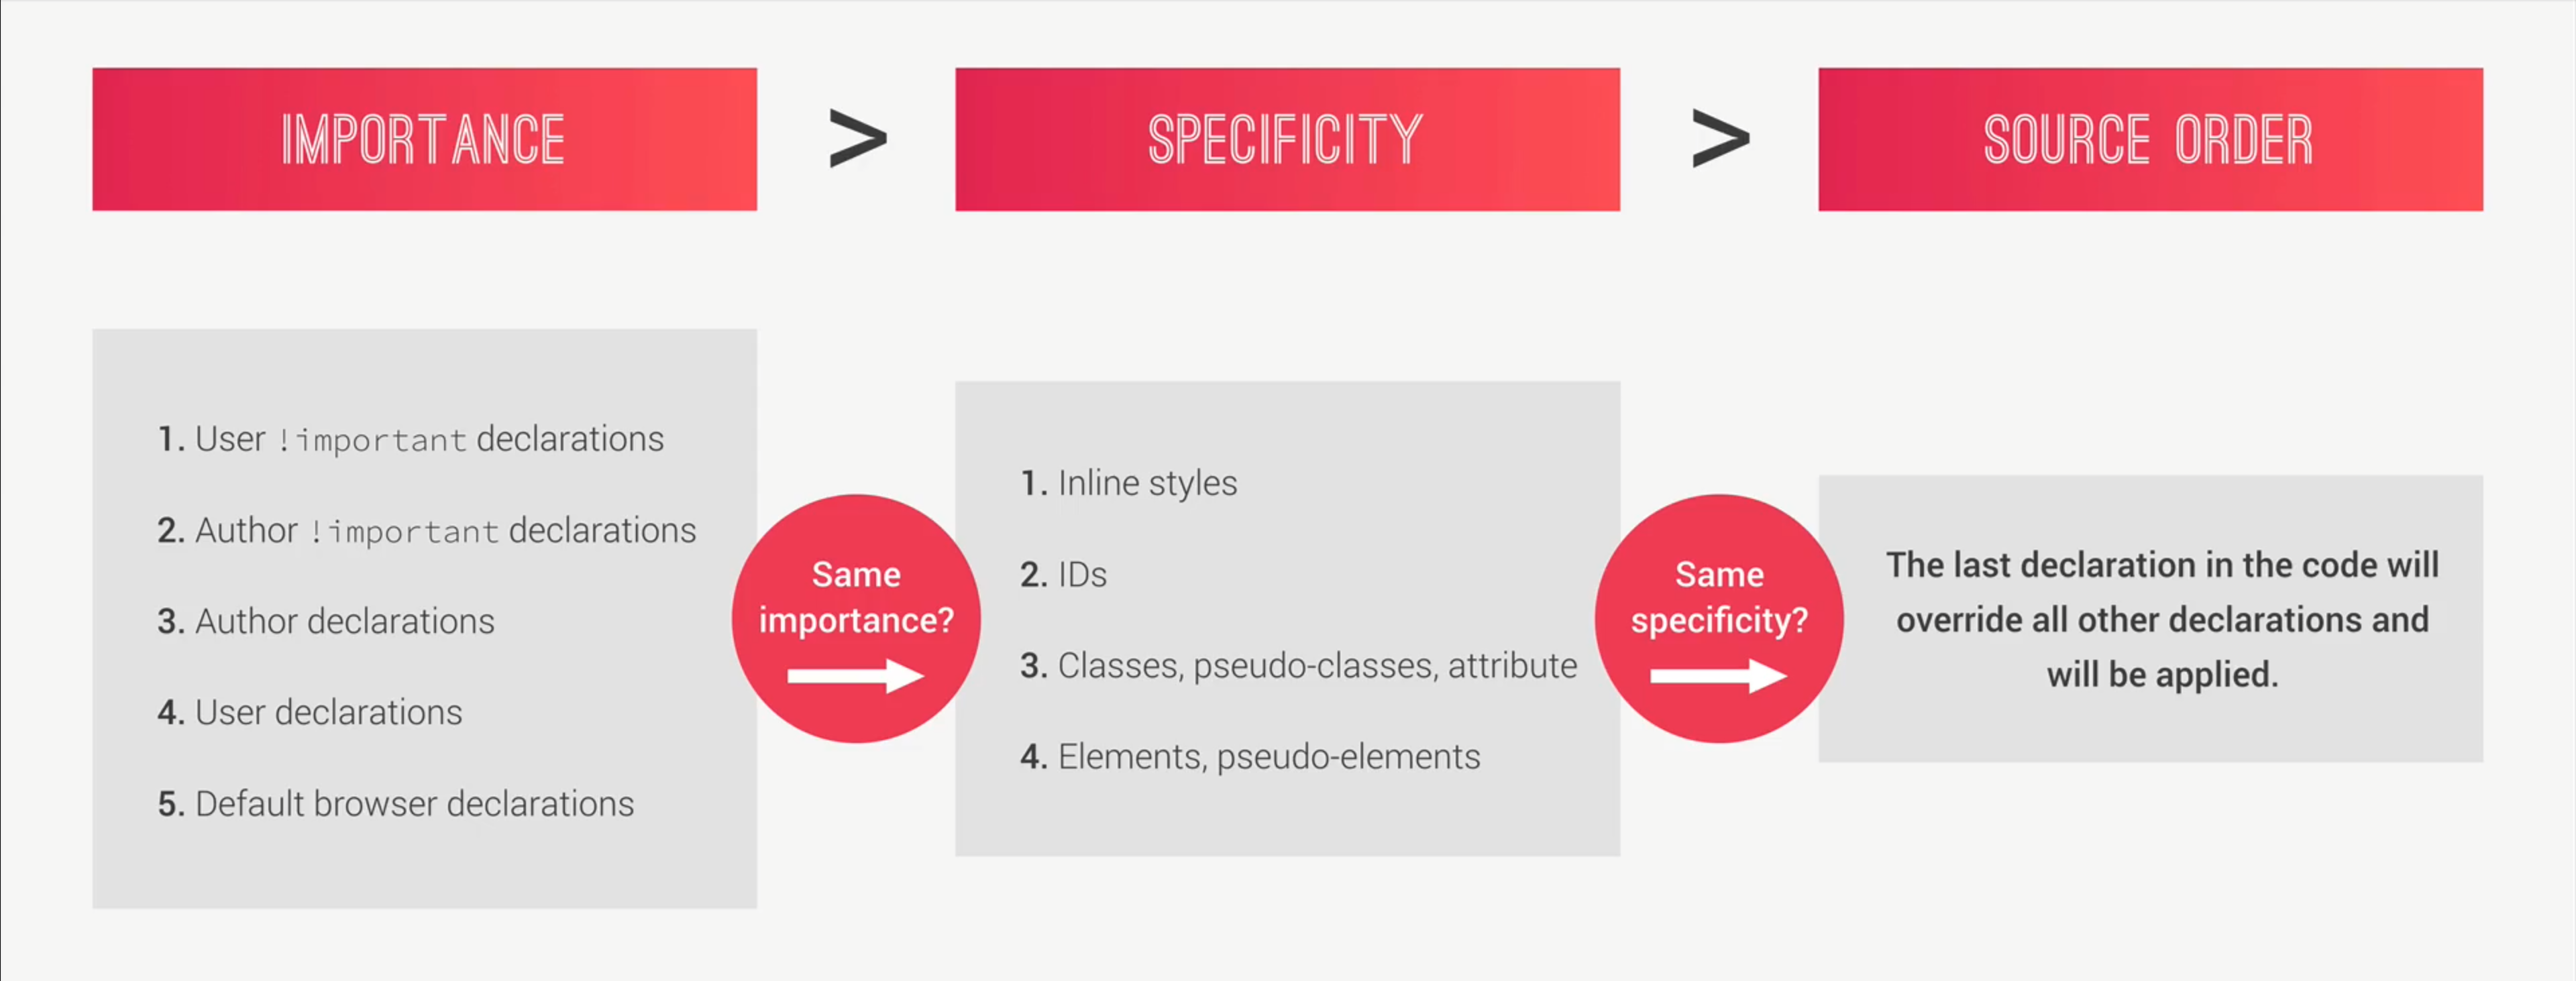 IMPORTANCE
>
SPECIFICITY
>
SOURCE ORDER
1. User !important declarations
2. Author !important declarations
3. Author declarations
4. User declarations
5. Default browser declarations
Same
importance?
1. Inline styles
2. IDs
3. Classes, pseudo-classes, attribute
4. Elements, pseudo-elements
Same
specificity?
The last declaration in the code will
override all other declarations and
will be applied.